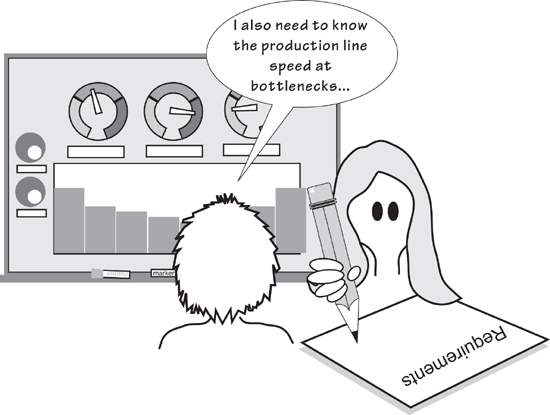 I also need to know
the production line
speed at
bottlenecks...
marker
Requirements